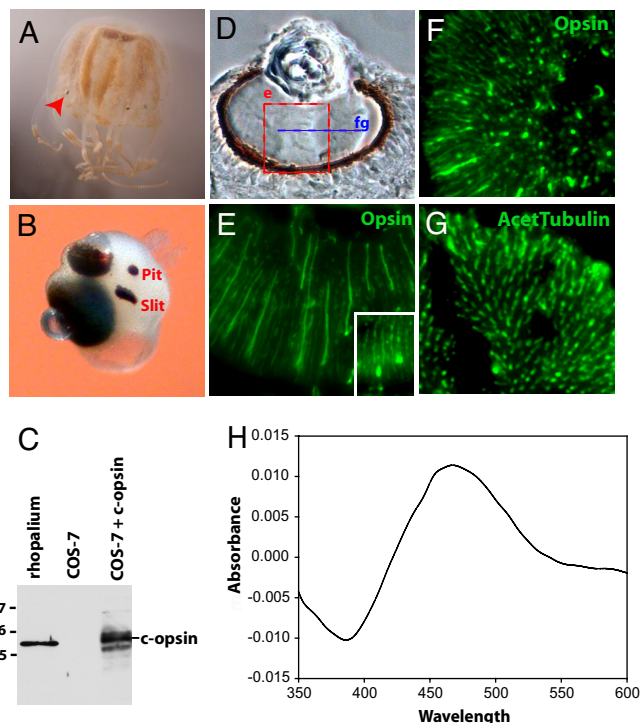 A
D
e
fg
F
Opsin
B
Pit
Slit
E
Opsin
G
AcetTubulin
C
rhopalium
COS-7
COS-7 + c-opsin
7
6
5
c-opsin
H
Absorbance
0.015
0.010
0.005
0.000
-0.005
-0.010
-0.015
350
400
450
500
550
600
Wavelength